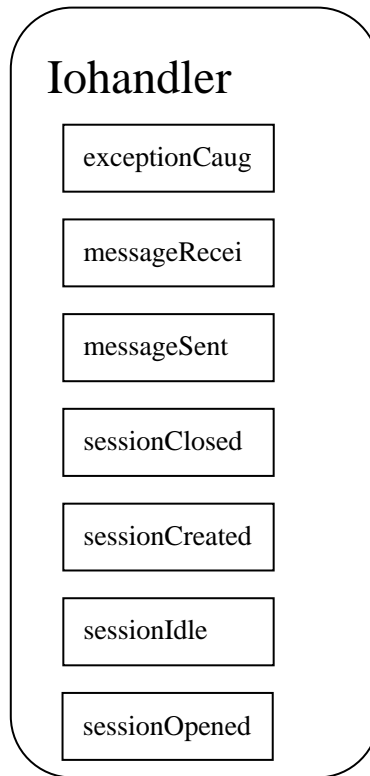 Iohandler
exceptionCaug
messageRecei
messageSent
sessionClosed
sessionCreated
sessionIdle
sessionOpened